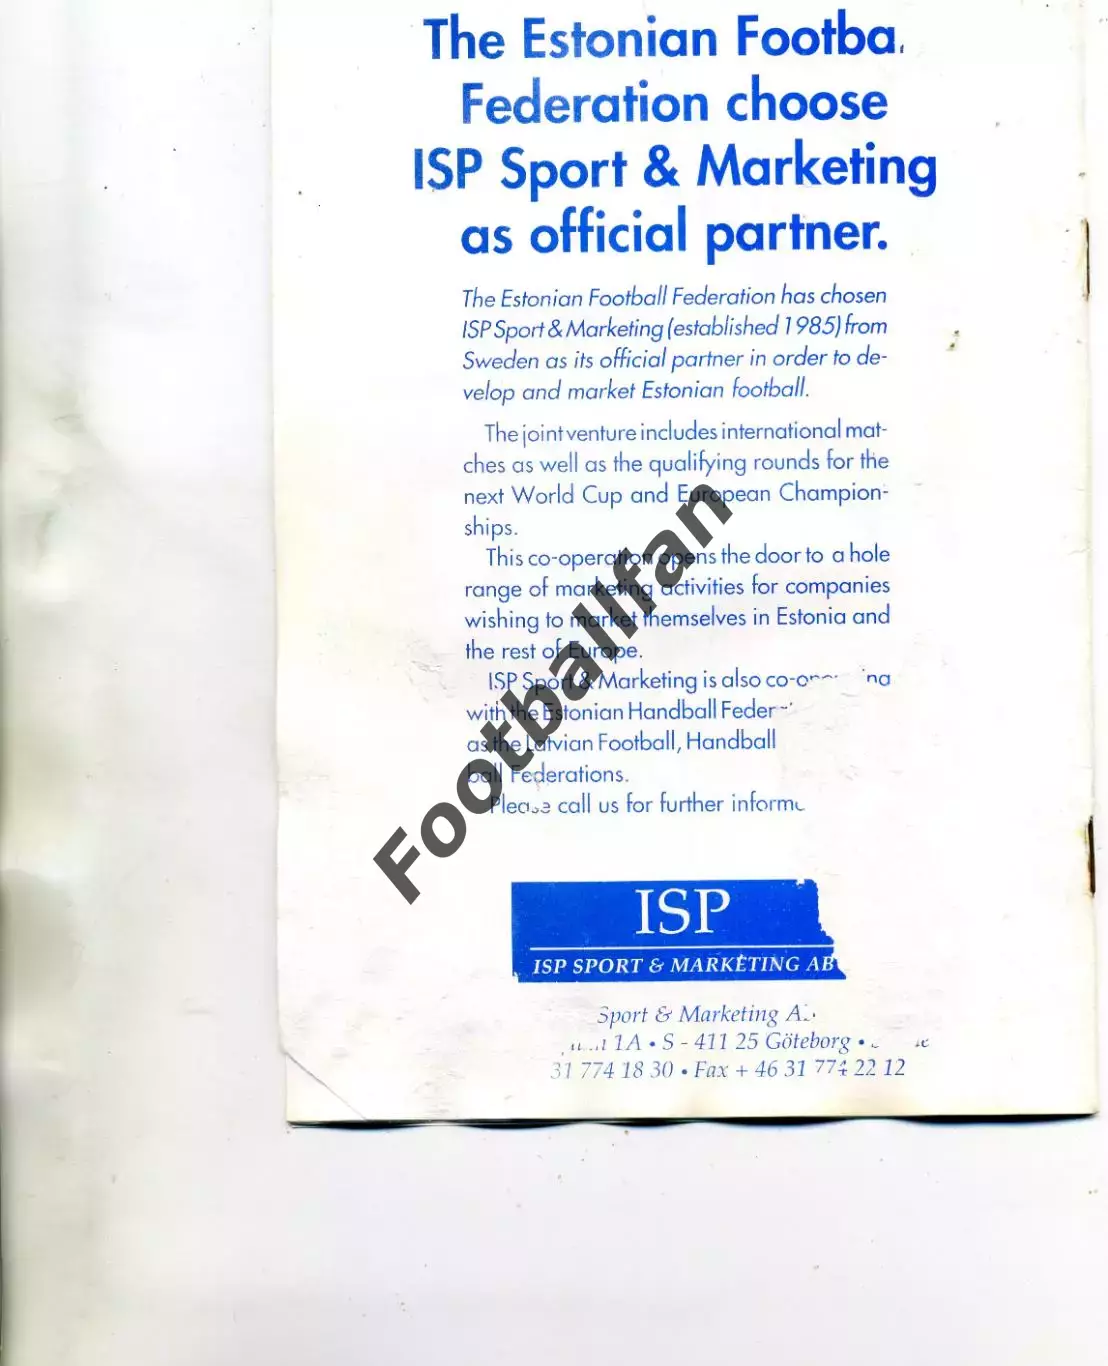 The Estonian Footba
Federation choose
ISP Sport & Marketing
as official partner.
The Estonian Football Federation has chosen
ISP Sport & Marketing (established 1985) from
Sweden as its official partner in order to de-
velop and market Estonian football.
The joint venture includes international mat-
ches as well as the qualifying rounds for the
next World Cup and European Champion-
ships.
This co-operation opens the door to a hole
range of marketing activities for companies
wishing to market themselves in Estonia and
the rest of Europe.
ISP Sport & Marketing is also
with the Estonian Handball Feder
as the Latvian Football, Handball
ball Federations.
Please call us for further inform
Footballfan
ISP
ISP SPORT & MARKETING AB
Sport & Marketing A
1A • S - 411 25 Göteborg •
31 774 18 30 • Fax + 46 31 774 22 12